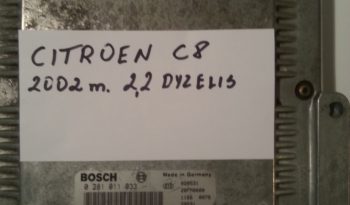 CITROEN C8
2002 m. 2,2 DYZELIS
BOSCH
Made in Germany
0 281 011 033